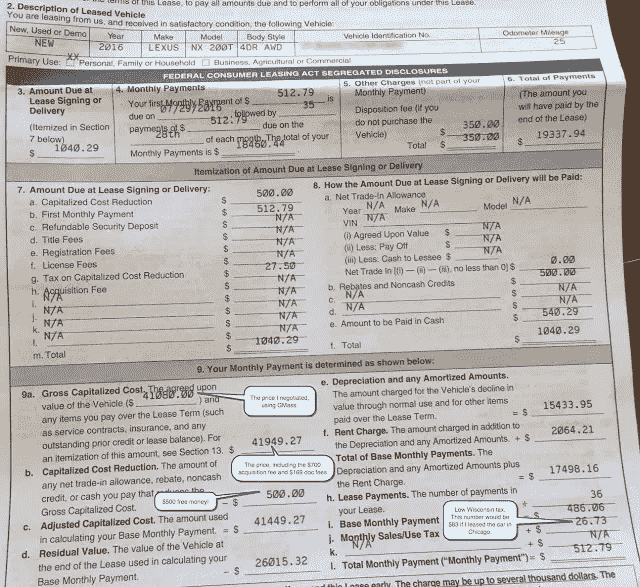 terms of this Lease, to pay all amounts due and to perform all of your obligations under this Lease.
2. Description of Leased Vehicle
You are leasing from us, and received in satisfactory condition, the following Vehicle:
New, Used or Demo Year Make Model Body Style Vehicle Identification No. Odometer Mileage
NEW 2016 LEXUS NX 200T 4DR AWD 25
Primary Use: XX Personal, Family or Household Business, Agricultural or Commercial
FEDERAL CONSUMER LEASING ACT SEGREGATED DISCLOSURES
3. Amount Due at Lease Signing or Delivery
(Itemized in Section 7 below)
$ 1040.29
4. Monthly Payments
Your first Monthly Payment of $ 512.79 is
due on 07/29/2016 followed by 35
payments of $ 512.79 due on the
28th of each month. The total of your
Monthly Payments is $ 18460.44
5. Other Charges (not part of your Monthly Payment)
Disposition fee (if you
do not purchase the
Vehicle) $ 350.00
Total $ 350.00
6. Total of Payments
(The amount you
will have paid by the
end of the Lease)
$ 19337.94
Itemization of Amount Due at Lease Signing or Delivery
7. Amount Due at Lease Signing or Delivery:
a. Capitalized Cost Reduction $ 500.00
b. First Monthly Payment $ 512.79
c. Refundable Security Deposit $ N/A
d. Title Fees $ N/A
e. Registration Fees $ N/A
f. License Fees $ N/A
g. Tax on Capitalized Cost Reduction $ 27.50
h. Acquisition Fee $ N/A
i. N/A $ N/A
j. N/A $ N/A
k. N/A $ N/A
l. N/A $ N/A
m. Total $ 1040.29
8. How the Amount Due at Lease Signing or Delivery will be Paid:
a. Net Trade-In Allowance
Year N/A Make N/A Model N/A
VIN N/A
(i) Agreed Upon Value $ N/A
(ii) Less: Pay Off $ N/A
(iii) Less: Cash to Lessee $ N/A
Net Trade In [(i) — (ii) — (iii), no less than 0] $ 0.00
b. Rebates and Noncash Credits $ 500.00
c. N/A $ N/A
d. N/A $ N/A
e. Amount to be Paid in Cash $ 540.29
f. Total $ 1040.29
9. Your Monthly Payment is determined as shown below:
9a. Gross Capitalized Cost. The agreed upon
value of the Vehicle ($ 41080.00 ) and
any items you pay over the Lease Term (such
as service contracts, insurance, and any
outstanding prior credit or lease balance). For
an itemization of this amount, see Section 13. $ 41949.27
The price I negotiated, using GMass
The price, including the $700 acquisition fee and $169 doc fees
b. Capitalized Cost Reduction. The amount of
any net trade-in allowance, rebate, noncash
credit, or cash you pay that the
Gross Capitalized Cost. – $ 500.00
$500 free money!
c. Adjusted Capitalized Cost. The amount used
in calculating your Base Monthly Payment. = $ 41449.27
d. Residual Value. The value of the Vehicle at
the end of the Lease used in calculating your
Base Monthly Payment. – $ 26015.32
e. Depreciation and any Amortized Amounts.
The amount charged for the Vehicle's decline in
value through normal use and for other items
paid over the Lease Term. = $ 15433.95
f. Rent Charge. The amount charged in addition to
the Depreciation and any Amortized Amounts. + $ 2064.21
Total of Base Monthly Payments. The
Depreciation and any Amortized Amounts plus
the Rent Charge. = $ 17498.16
h. Lease Payments. The number of payments in
your Lease. 36
i. Base Monthly Payment 486.06
j. Monthly Sales/Use Tax + $ 26.73
k. N/A + $ N/A
l. Total Monthly Payment ("Monthly Payment") = $ 512.79
Low Wisconsin tax. This number would be $83 if I leased the car in Chicago.
Lease early. The charge may be up to several thousand dollars. The